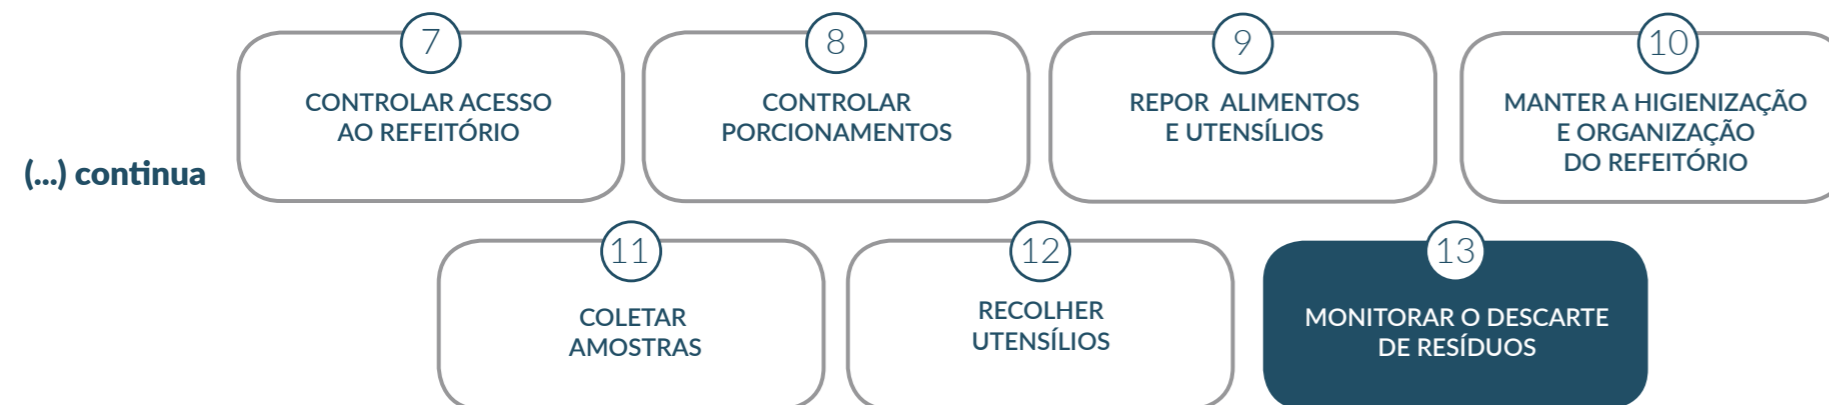 7
CONTROLAR ACESSO
AO REFEITÓRIO
8
CONTROLAR
PORCIONAMENTOS
9
REPOR ALIMENTOS
E UTENSÍLIOS
10
MANTER A HIGIENIZAÇÃO
E ORGANIZAÇÃO
DO REFEITÓRIO
(...) continua
11
COLETAR
AMOSTRAS
12
RECOLHER
UTENSÍLIOS
13
MONITORAR O DESCARTE
DE RESÍDUOS